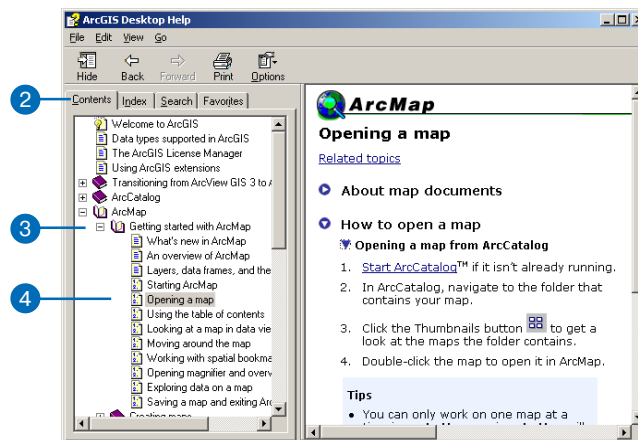 ArcGIS Desktop Help
File Edit View Go
Hide Back Forward Print Options
2
Contents Index Search Favorites
Welcome to ArcGIS
Data types supported in ArcGIS
The ArcGIS License Manager
Using ArcGIS extensions
Transitioning from ArcView GIS 3 to
ArcCatalog
ArcMap
3
Getting started with ArcMap
What's new in ArcMap
An overview of ArcMap
Layers, data frames, and the
Starting ArcMap
4
Opening a map
Using the table of contents
Looking at a map in data vie
Moving around the map
Working with spatial bookma
Opening magnifier and overv
Exploring data on a map
Saving a map and exiting Arc
Creating maps
ArcMap
Opening a map
Related topics
About map documents
How to open a map
Opening a map from ArcCatalog
1. Start ArcCatalog™ if it isn't already running.
2. In ArcCatalog, navigate to the folder that
contains your map.
3. Click the Thumbnails button to get a
look at the maps the folder contains.
4. Double-click the map to open it in ArcMap.
Tips
• You can only work on one map at a